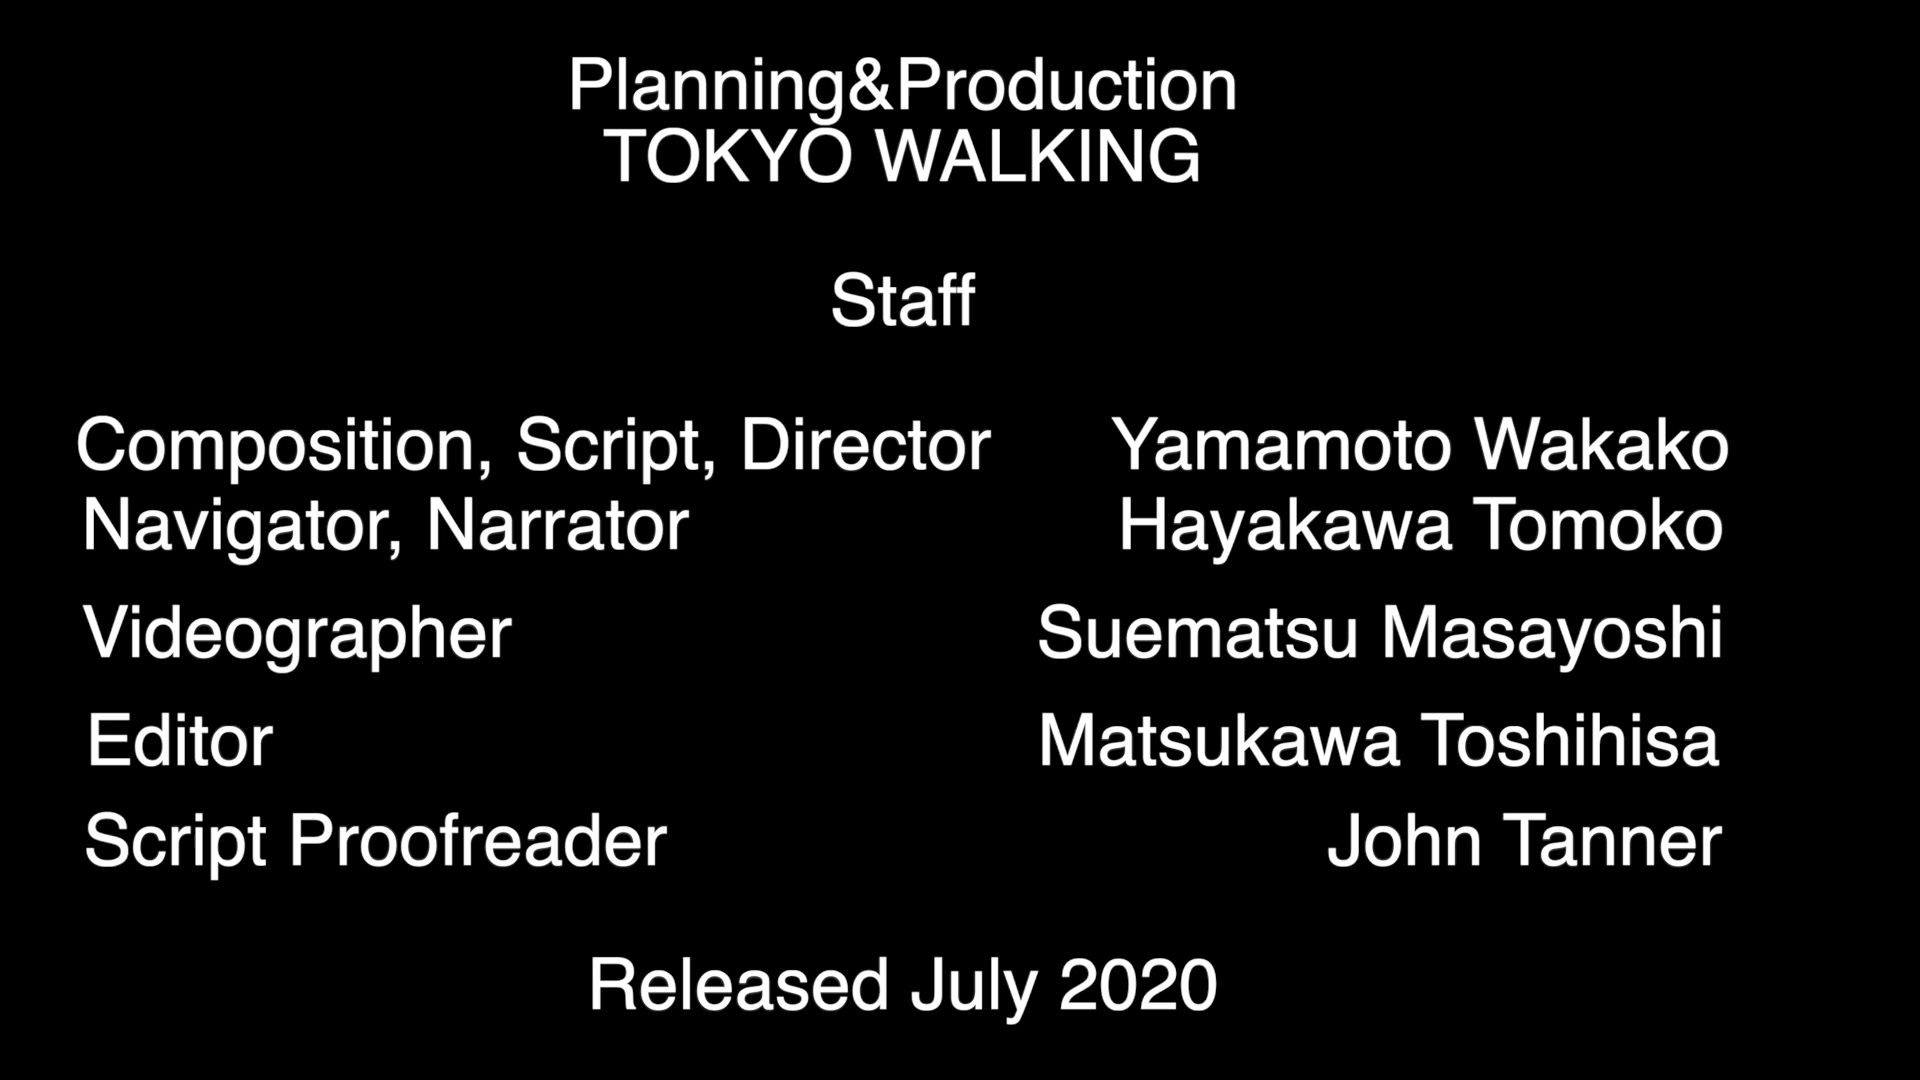 Planning&Production
TOKYO WALKING
Staff
Composition, Script, Director Yamamoto Wakako
Navigator, Narrator Hayakawa Tomoko
Videographer Suematsu Masayoshi
Editor Matsukawa Toshihisa
Script Proofreader John Tanner
Released July 2020